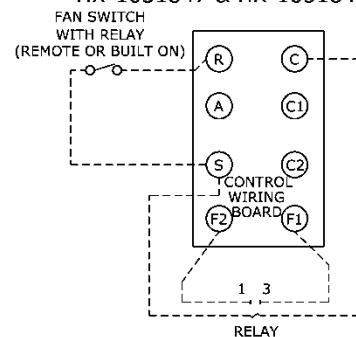 FAN SWITCH
WITH RELAY
(REMOTE OR BUILT ON)
R
C
A
C1
S
C2
CONTROL
WIRING
BOARD
F2
F1
1 3
RELAY